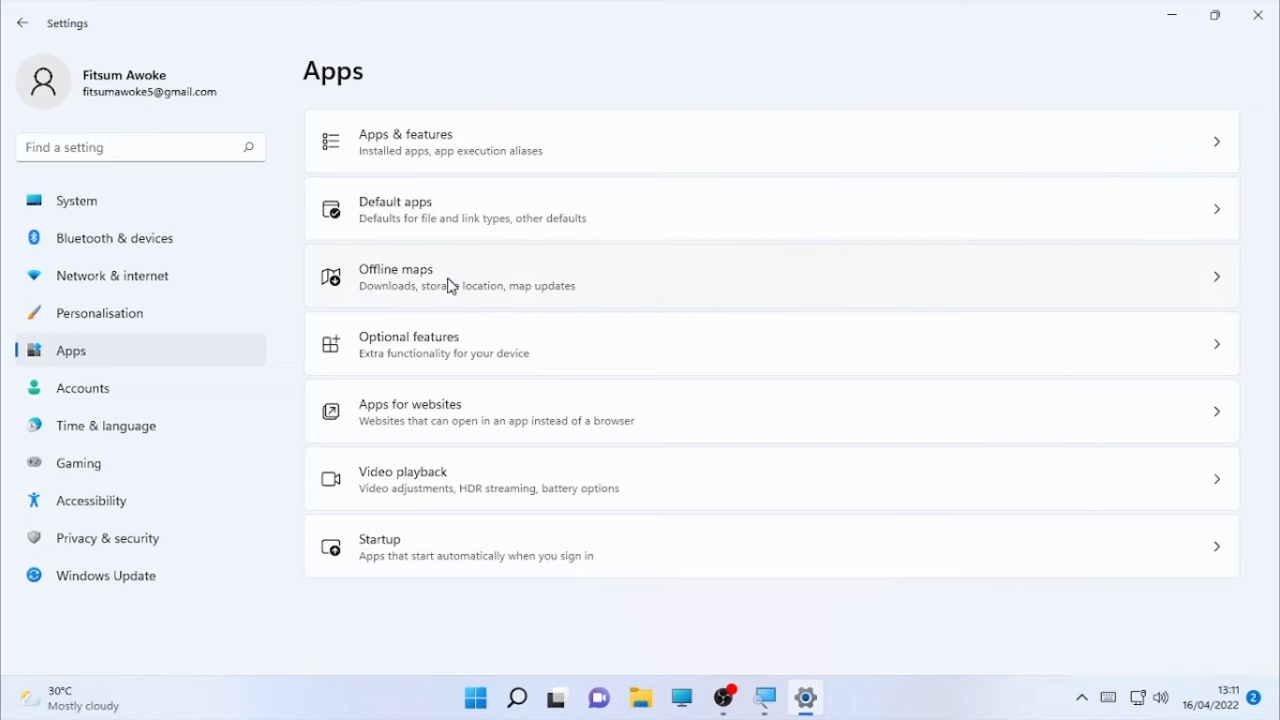 Settings
Fitsum Awoke
fitsumawoke5@gmail.com
Find a setting
System
Bluetooth & devices
Network & internet
Personalisation
Apps
Accounts
Time & language
Gaming
Accessibility
Privacy & security
Windows Update
Apps
Apps & features
Installed apps, app execution aliases
Default apps
Defaults for file and link types, other defaults
Offline maps
Downloads, storage location, map updates
Optional features
Extra functionality for your device
Apps for websites
Websites that can open in an app instead of a browser
Video playback
Video adjustments, HDR streaming, battery options
Startup
Apps that start automatically when you sign in
30°C
Mostly cloudy
13:11
16/04/2022
2